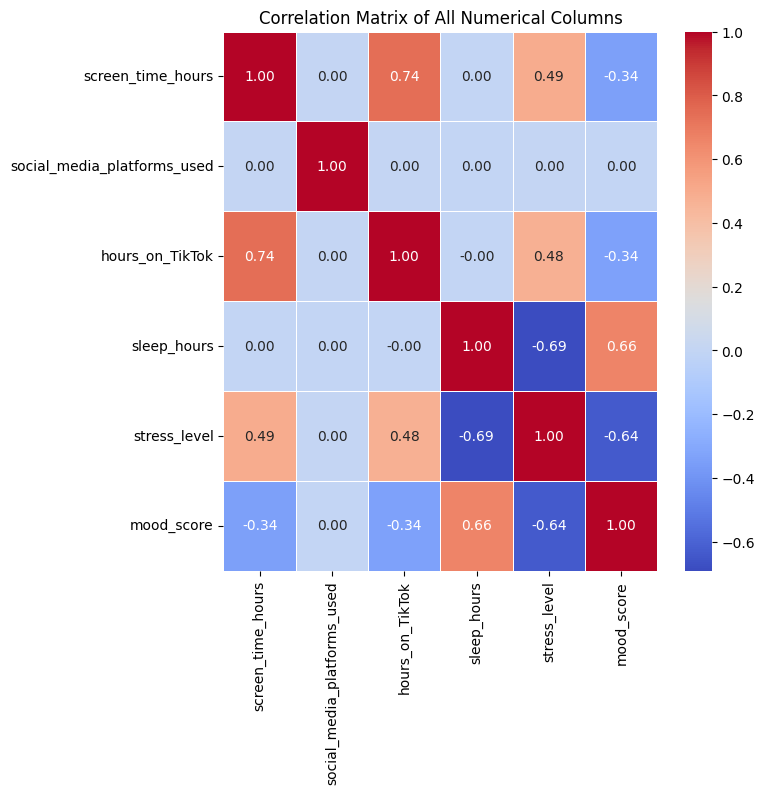 Correlation Matrix of All Numerical Columns
screen_time_hours 1.00 0.00 0.74 0.00 0.49 -0.34
social_media_platforms_used 0.00 1.00 0.00 0.00 0.00 0.00
hours_on_TikTok 0.74 0.00 1.00 -0.00 0.48 -0.34
sleep_hours 0.00 0.00 -0.00 1.00 -0.69 0.66
stress_level 0.49 0.00 0.48 -0.69 1.00 -0.64
mood_score -0.34 0.00 -0.34 0.66 -0.64 1.00
screen_time_hours
social_media_platforms_used
hours_on_TikTok
sleep_hours
stress_level
mood_score
1.0
0.8
0.6
0.4
0.2
0.0
−0.2
−0.4
−0.6